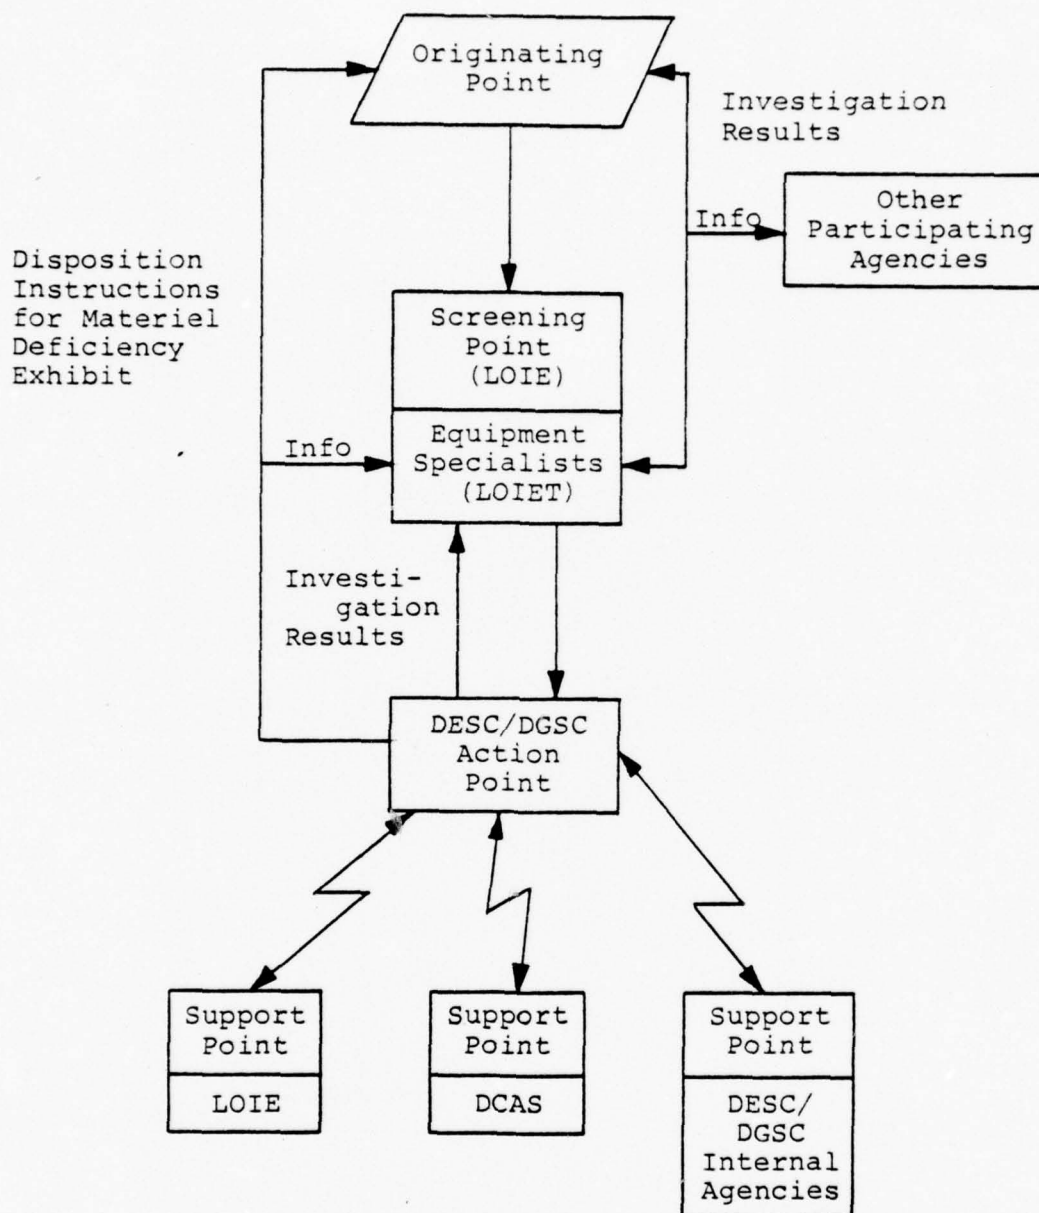 Originating
Point
Investigation
Results
Other
Participating
Agencies
Info
Disposition
Instructions
for Materiel
Deficiency
Exhibit
Screening
Point
(LOIE)
Info
Equipment
Specialists
(LOIET)
Investi-
gation
Results
DESC/DGSC
Action
Point
Support
Point
LOIE
Support
Point
DCAS
Support
Point
DESC/
DGSC
Internal
Agencies